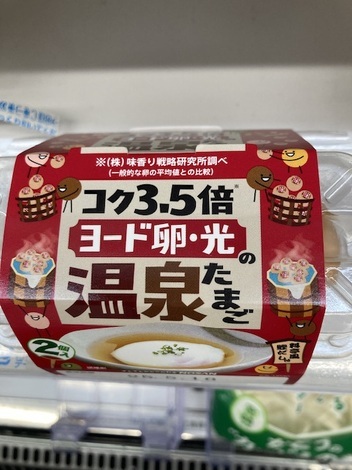 ※(株)味香り戦略研究所調べ
(一般的な卵の平均値との比較)
コク3.5倍※
ヨード卵・光の
温泉たまご
2個入